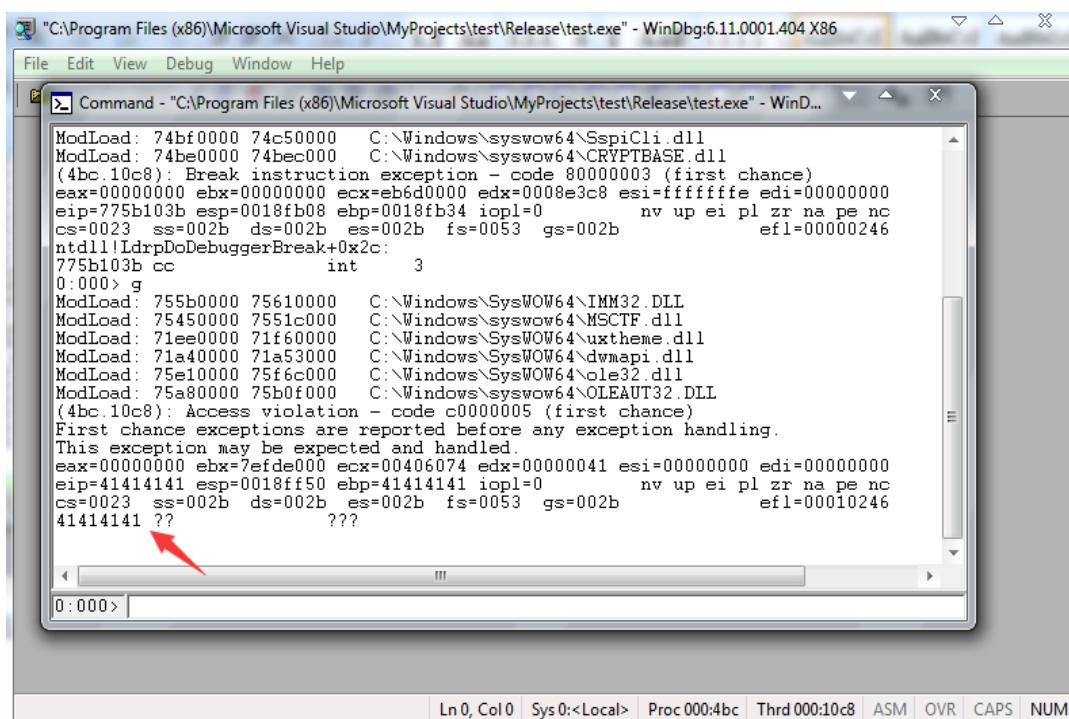 "C:\Program Files (x86)\Microsoft Visual Studio\MyProjects\test\Release\test.exe" - WinDbg:6.11.0001.404 X86
File Edit View Debug Window Help
Command - "C:\Program Files (x86)\Microsoft Visual Studio\MyProjects\test\Release\test.exe" - WinD...
ModLoad: 74bf0000 74c50000 C:\Windows\syswow64\SspiCli.dll
ModLoad: 74be0000 74bec000 C:\Windows\syswow64\CRYPTBASE.dll
(4bc.10c8): Break instruction exception - code 80000003 (first chance)
eax=00000000 ebx=00000000 ecx=eb6d0000 edx=0008e3c8 esi=fffffffe edi=00000000
eip=775b103b esp=0018fb08 ebp=0018fb34 iopl=0 nv up ei pl zr na pe nc
cs=0023 ss=002b ds=002b es=002b fs=0053 gs=002b efl=00000246
ntdll!LdrpDoDebuggerBreak+0x2c:
775b103b cc int 3
0:000> g
ModLoad: 755b0000 75610000 C:\Windows\SysWOW64\IMM32.DLL
ModLoad: 75450000 7551c000 C:\Windows\syswow64\MSCTF.dll
ModLoad: 71ee0000 71f60000 C:\Windows\SysWOW64\uxtheme.dll
ModLoad: 71a40000 71a53000 C:\Windows\SysWOW64\dwmapi.dll
ModLoad: 75e10000 75f6c000 C:\Windows\SysWOW64\ole32.dll
ModLoad: 75a80000 75b0f000 C:\Windows\syswow64\OLEAUT32.DLL
(4bc.10c8): Access violation - code c0000005 (first chance)
First chance exceptions are reported before any exception handling.
This exception may be expected and handled.
eax=00000000 ebx=7efde000 ecx=00406074 edx=00000041 esi=00000000 edi=00000000
eip=41414141 esp=0018ff50 ebp=41414141 iopl=0 nv up ei pl zr na pe nc
cs=0023 ss=002b ds=002b es=002b fs=0053 gs=002b efl=00010246
41414141 ?? ???
0:000>
Ln 0, Col 0 Sys 0:<Local> Proc 000:4bc Thrd 000:10c8 ASM OVR CAPS NUM